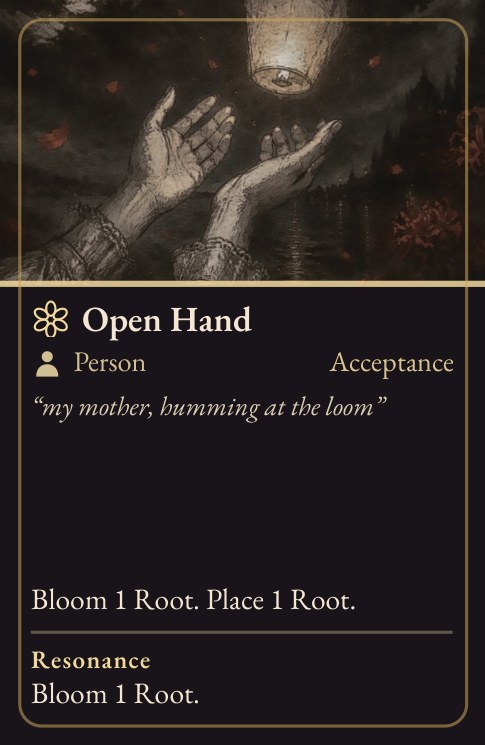 Open Hand
Person Acceptance
“my mother, humming at the loom”
Bloom 1 Root. Place 1 Root.
Resonance
Bloom 1 Root.